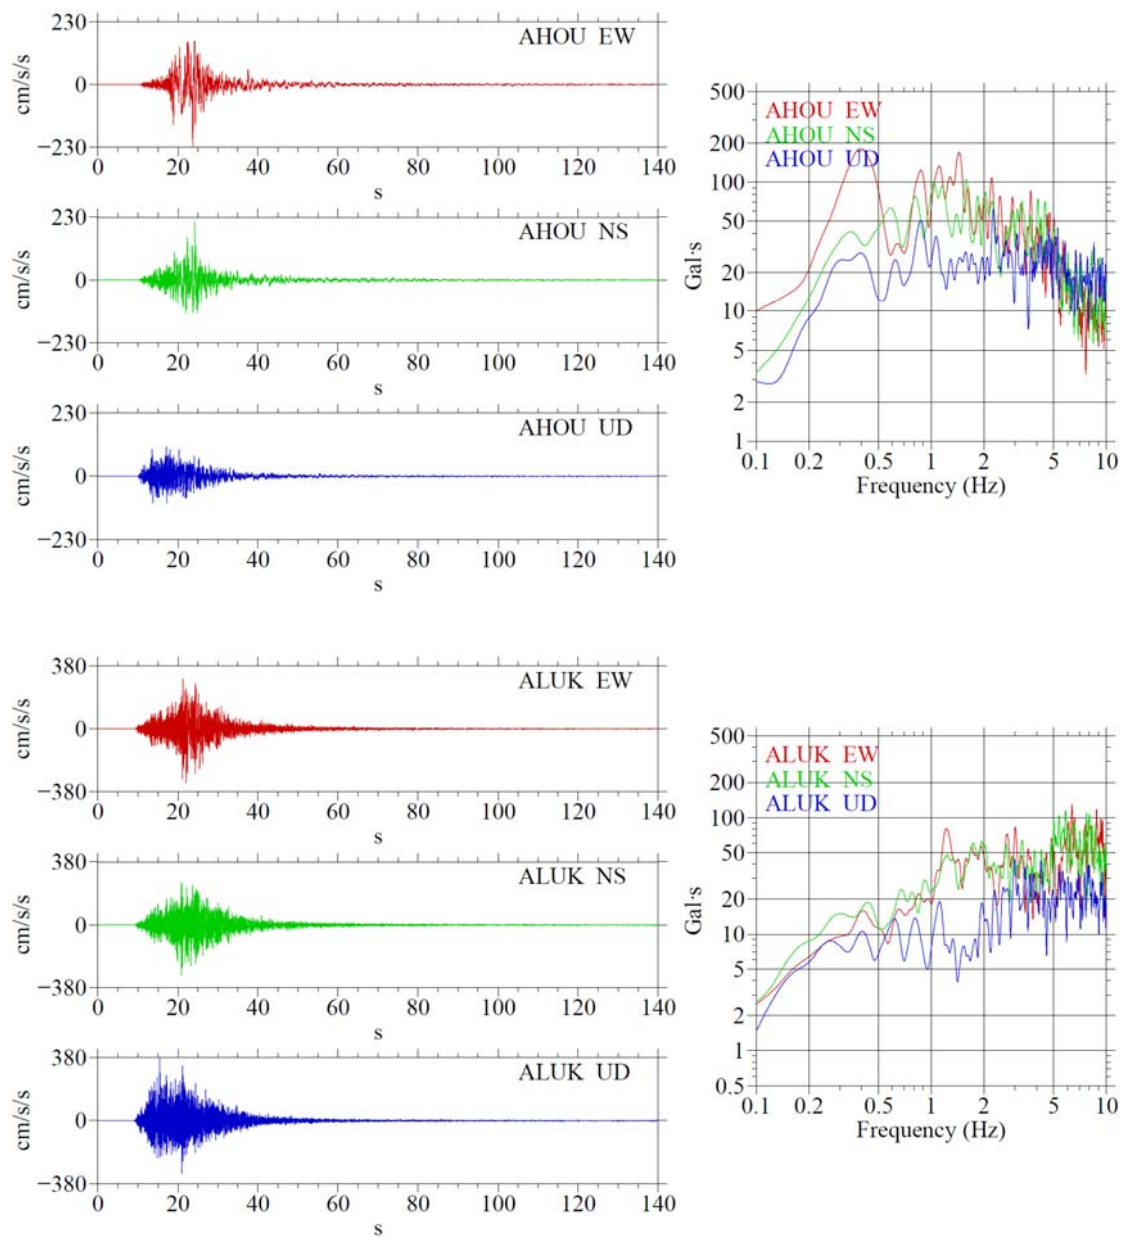 230
0
−230
cm/s/s
AHOU EW
0 20 40 60 80 100 120 140
s
230
0
−230
cm/s/s
AHOU NS
0 20 40 60 80 100 120 140
s
230
0
−230
cm/s/s
AHOU UD
0 20 40 60 80 100 120 140
s
500
200
100
50
20
10
5
2
1
Gal·s
AHOU EW
AHOU NS
AHOU UD
0.1 0.2 0.5 1 2 5 10
Frequency (Hz)
380
0
−380
cm/s/s
ALUK EW
0 20 40 60 80 100 120 140
s
380
0
−380
cm/s/s
ALUK NS
0 20 40 60 80 100 120 140
s
380
0
−380
cm/s/s
ALUK UD
0 20 40 60 80 100 120 140
s
500
200
100
50
20
10
5
2
1
0.5
Gal·s
ALUK EW
ALUK NS
ALUK UD
0.1 0.2 0.5 1 2 5 10
Frequency (Hz)